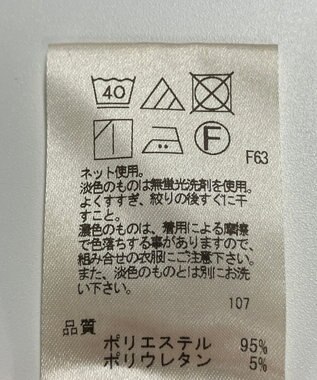 40
F
F63
ネット使用。
淡色のものは無蛍光洗剤を使用。
よくすすぎ、絞りの後すぐに干
すこと。
濃色のものは、着用による摩擦
で色落ちする事がありますので、
組み合せの衣服にご注意下さい。
また、淡色のものとは別にお洗
い下さい。
107
品質
ポリエステル 95%
ポリウレタン 5%